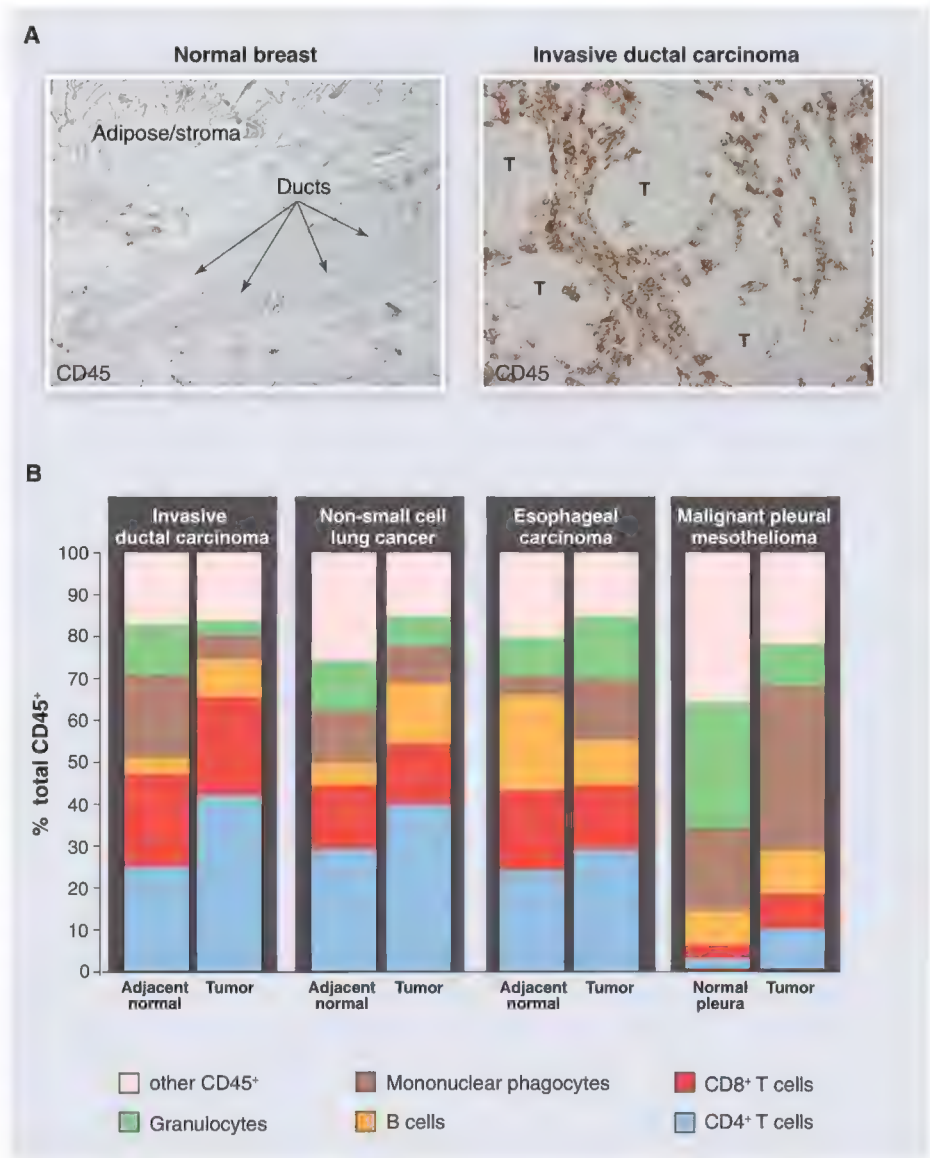 A
Normal breast
Invasive ductal carcinoma
Adipose/stroma
Ducts
CD45
T
T
T
T
CD45
B
Invasive
ductal carcinoma
Non-small cell
lung cancer
Esophageal
carcinoma
Malignant pleural
mesothelioma
% total CD45⁺
100
90
80
70
60
50
40
30
20
10
0
Adjacent
normal
Tumor
Adjacent
normal
Tumor
Adjacent
normal
Tumor
Normal
pleura
Tumor
other CD45⁺
Mononuclear phagocytes
CD8⁺ T cells
Granulocytes
B cells
CD4⁺ T cells